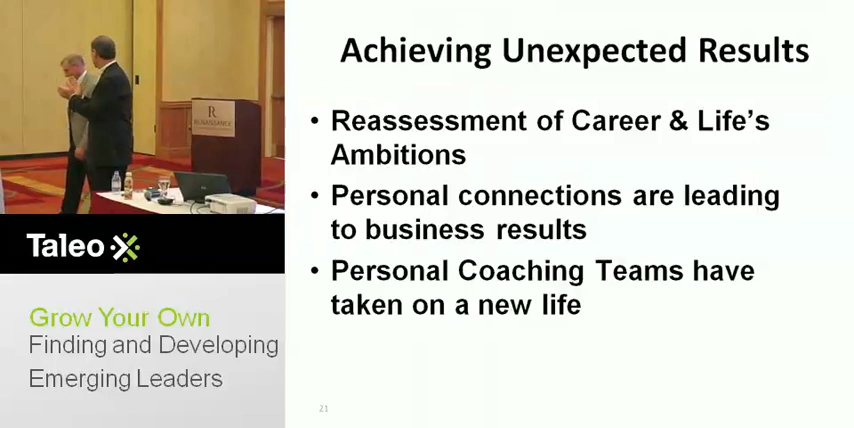 Achieving Unexpected Results
• Reassessment of Career & Life's
Ambitions
• Personal connections are leading
to business results
• Personal Coaching Teams have
taken on a new life
21
R
RENAISSANCE
Taleo
Grow Your Own
Finding and Developing
Emerging Leaders